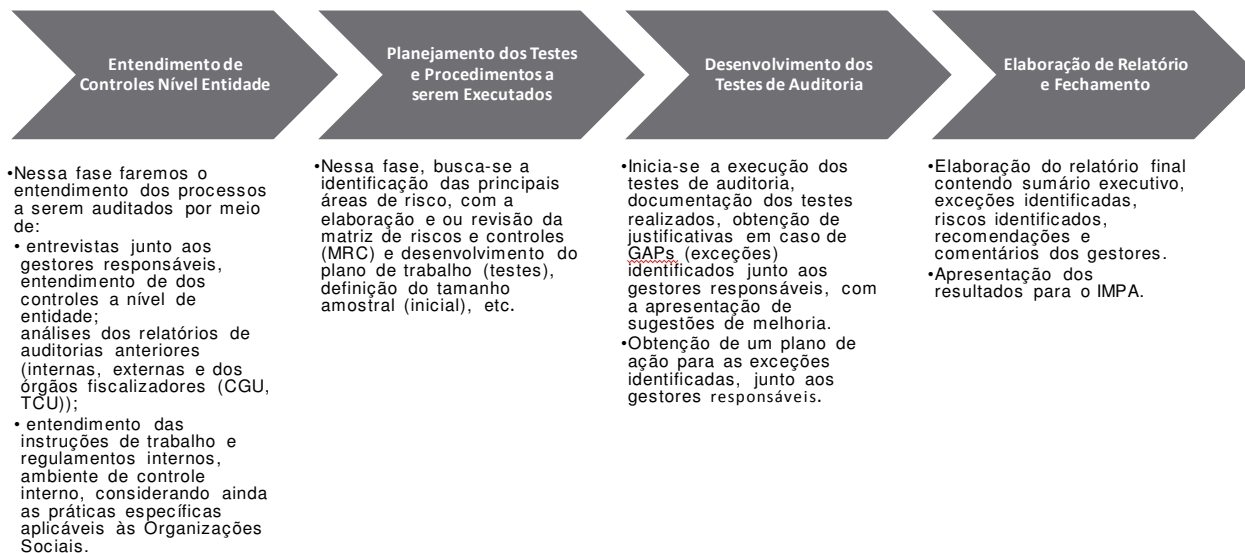 Entendimento de
Controles Nível Entidade
•Nessa fase faremos o
entendimento dos processos
a serem auditados por meio
de:
• entrevistas junto aos
gestores responsáveis,
entendimento de dos
controles a nível de
entidade;
análises dos relatórios de
auditorias anteriores
(internas, externas e dos
órgãos fiscalizadores (CGU,
TCU));
• entendimento das
instruções de trabalho e
regulamentos internos,
ambiente de controle
interno, considerando ainda
as práticas específicas
aplicáveis às Organizações
Sociais.
Planejamento dos Testes
e Procedimentos a
serem Executados
•Nessa fase, busca-se a
identificação das principais
áreas de risco, com a
elaboração e ou revisão da
matriz de riscos e controles
(MRC) e desenvolvimento do
plano de trabalho (testes),
definição do tamanho
amostral (inicial), etc.
Desenvolvimento dos
Testes de Auditoria
•Inicia-se a execução dos
testes de auditoria,
documentação dos testes
realizados, obtenção de
justificativas em caso de
GAPs (exceções)
identificados junto aos
gestores responsáveis, com
a apresentação de
sugestões de melhoria.
•Obtenção de um plano de
ação para as exceções
identificadas, junto aos
gestores responsáveis.
Elaboração de Relatório
e Fechamento
•Elaboração do relatório final
contendo sumário executivo,
exceções identificadas,
riscos identificados,
recomendações e
comentários dos gestores.
•Apresentação dos
resultados para o IMPA.